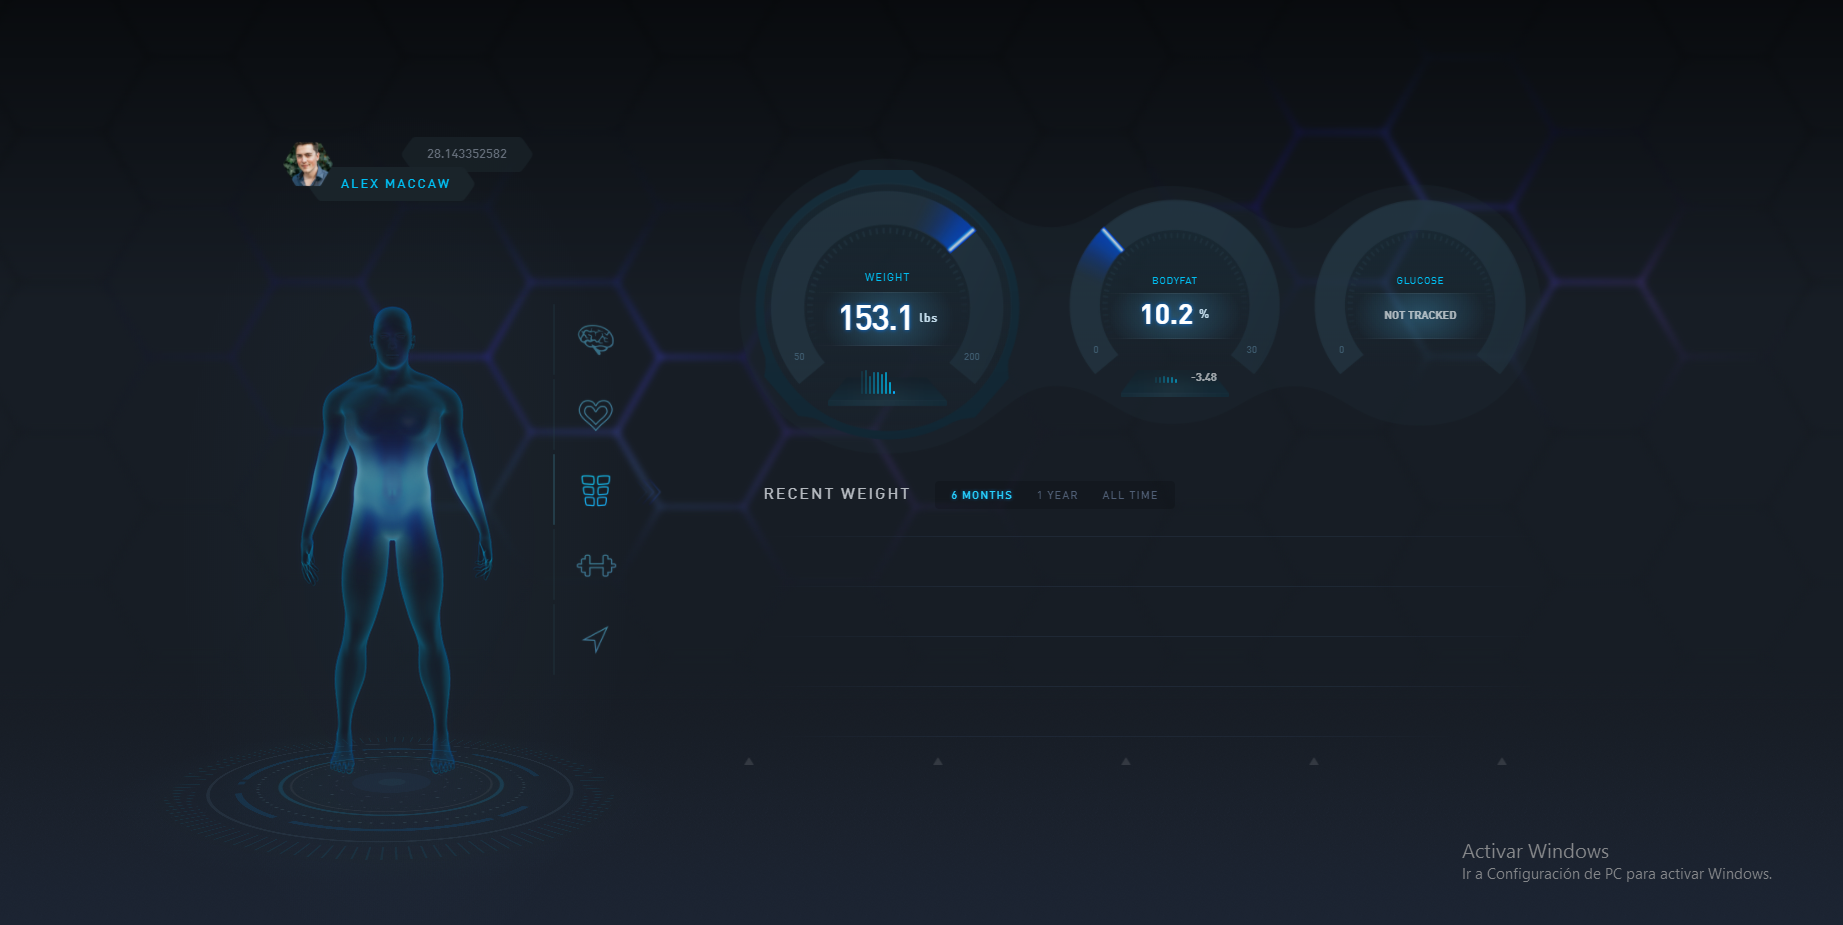 28.143352582
ALEX MACCAW
WEIGHT
153.1 lbs
50
200
BODYFAT
10.2 %
0
30
-3.48
GLUCOSE
NOT TRACKED
0
RECENT WEIGHT
6 MONTHS
1 YEAR
ALL TIME
Activar Windows
Ir a Configuración de PC para activar Windows.